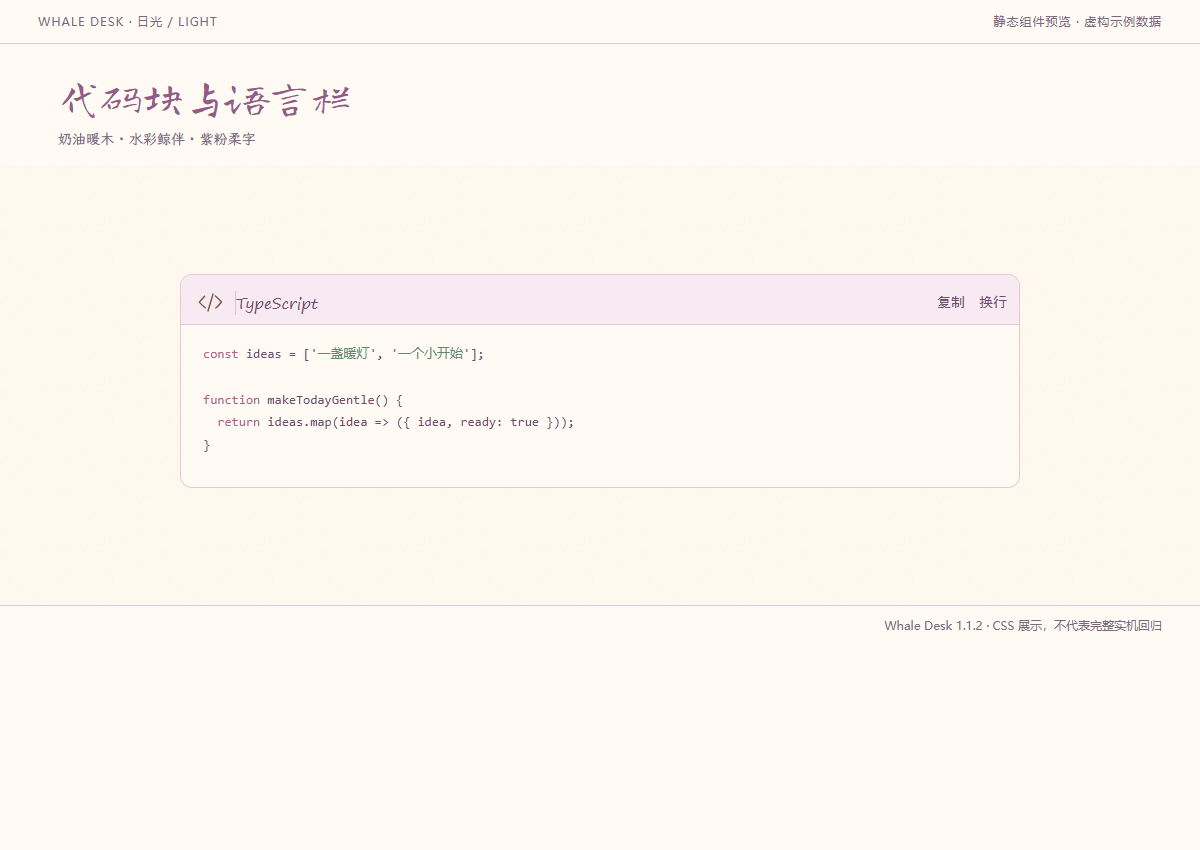 WHALE DESK · 日光 / LIGHT
静态组件预览 · 虚构示例数据
代码块与语言栏
奶油暖木 · 水彩鲸伴 · 紫粉柔字
</> TypeScript
复制 换行
const ideas = ['一盏暖灯', '一个小开始'];
function makeTodayGentle() {
  return ideas.map(idea => ({ idea, ready: true }));
}
Whale Desk 1.1.2 · CSS 展示，不代表完整实机回归